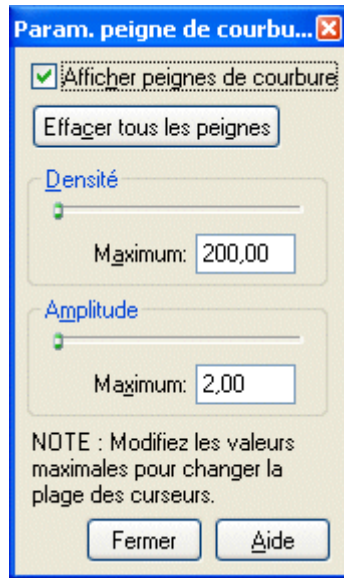 Param. peigne de courbu...
Afficher peignes de courbure
Effacer tous les peignes
Densité
Maximum: 200,00
Amplitude
Maximum: 2,00
NOTE : Modifiez les valeurs
maximales pour changer la
plage des curseurs.
Fermer Aide